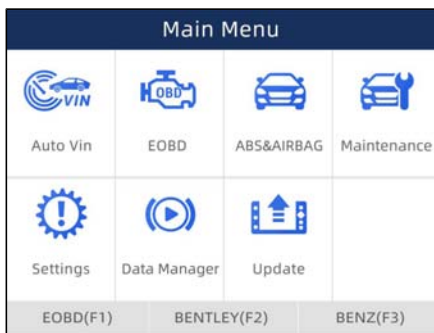 Main Menu
VIN
OBD
Auto Vin
EOBD
ABS&AIRBAG
Maintenance
Settings
Data Manager
Update
EOBD(F1)
BENTLEY(F2)
BENZ(F3)